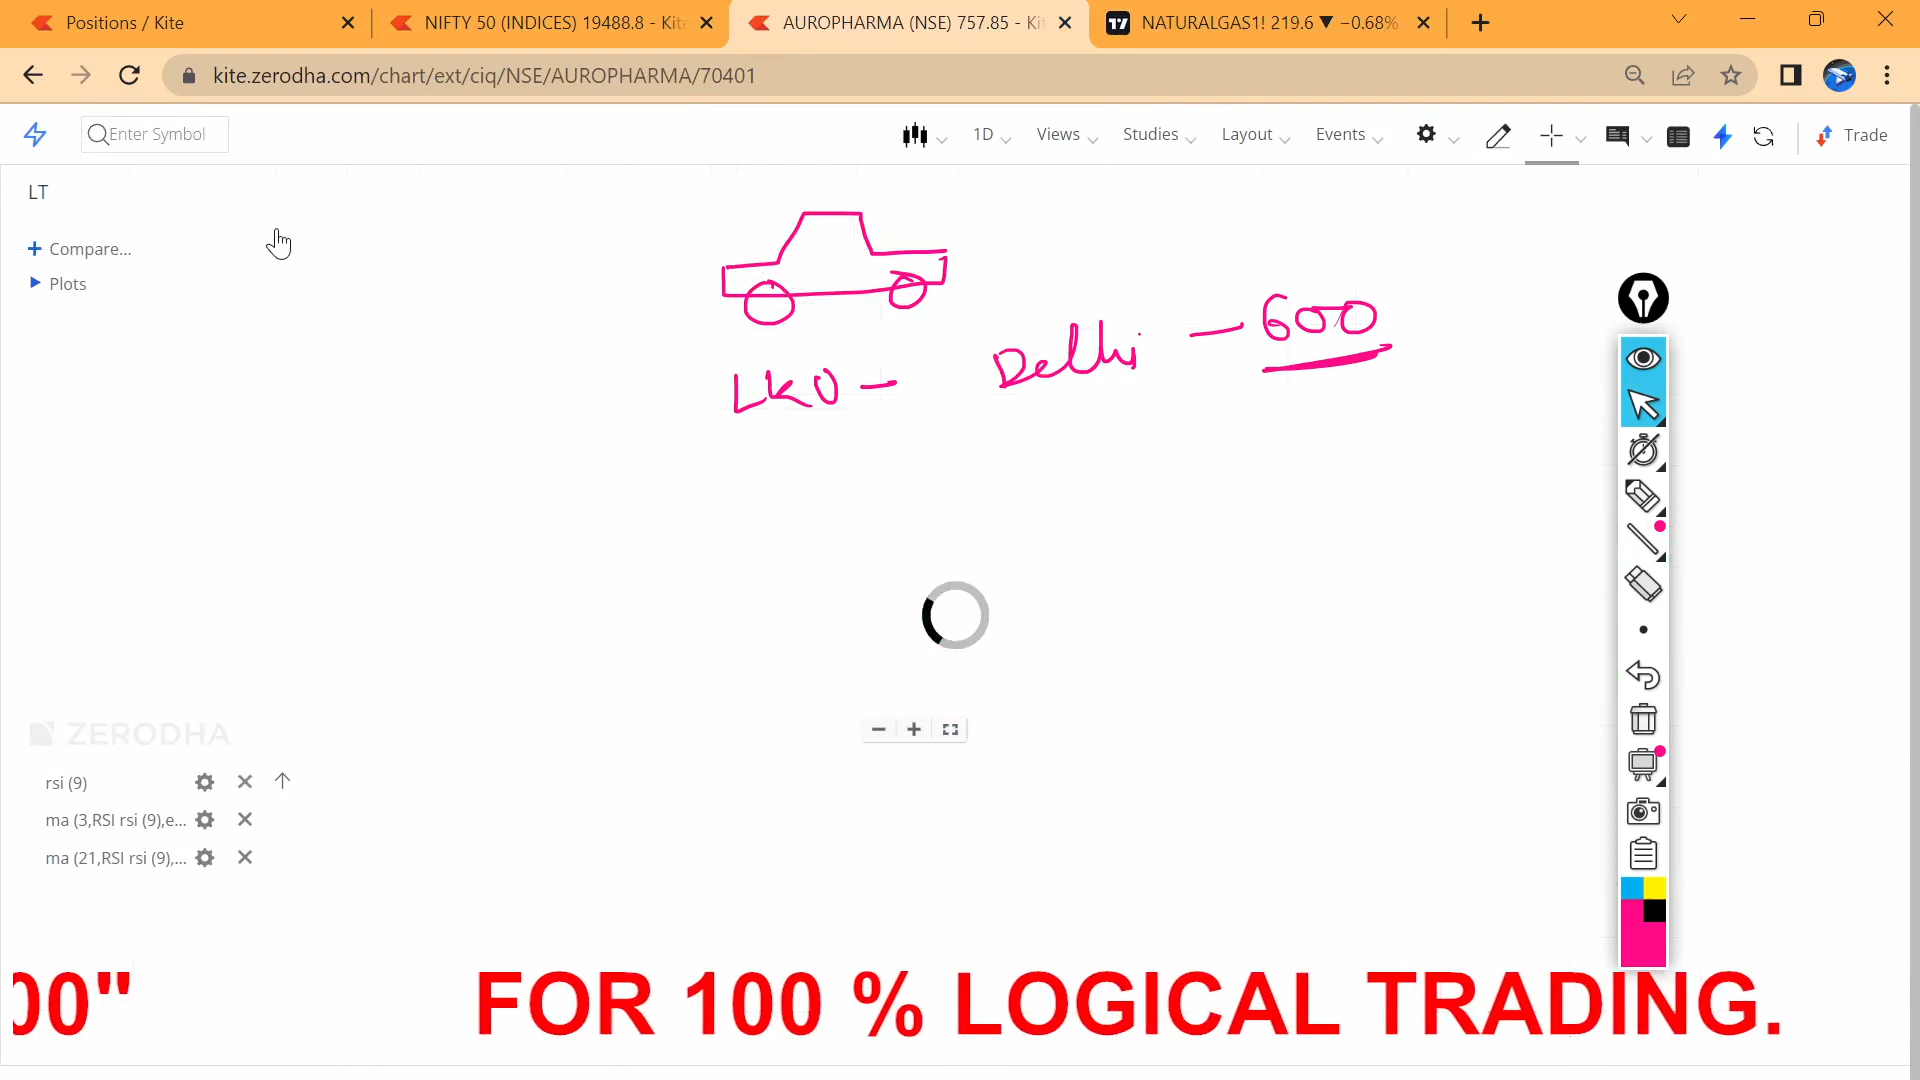 Positions / Kite
NIFTY 50 (INDICES) 19488.8 - Kite
AUROPHARMA (NSE) 757.85 - Kit
NATURALGAS1! 219.6 ▼ −0.68%
kite.zerodha.com/chart/ext/ciq/NSE/AUROPHARMA/70401
Enter Symbol
1D
Views
Studies
Layout
Events
Trade
LT
+ Compare...
Plots
LKO - Delhi - 600
ZERODHA
rsi (9)
ma (3,RSI rsi (9),e...
ma (21,RSI rsi (9),...
00" FOR 100 % LOGICAL TRADING.